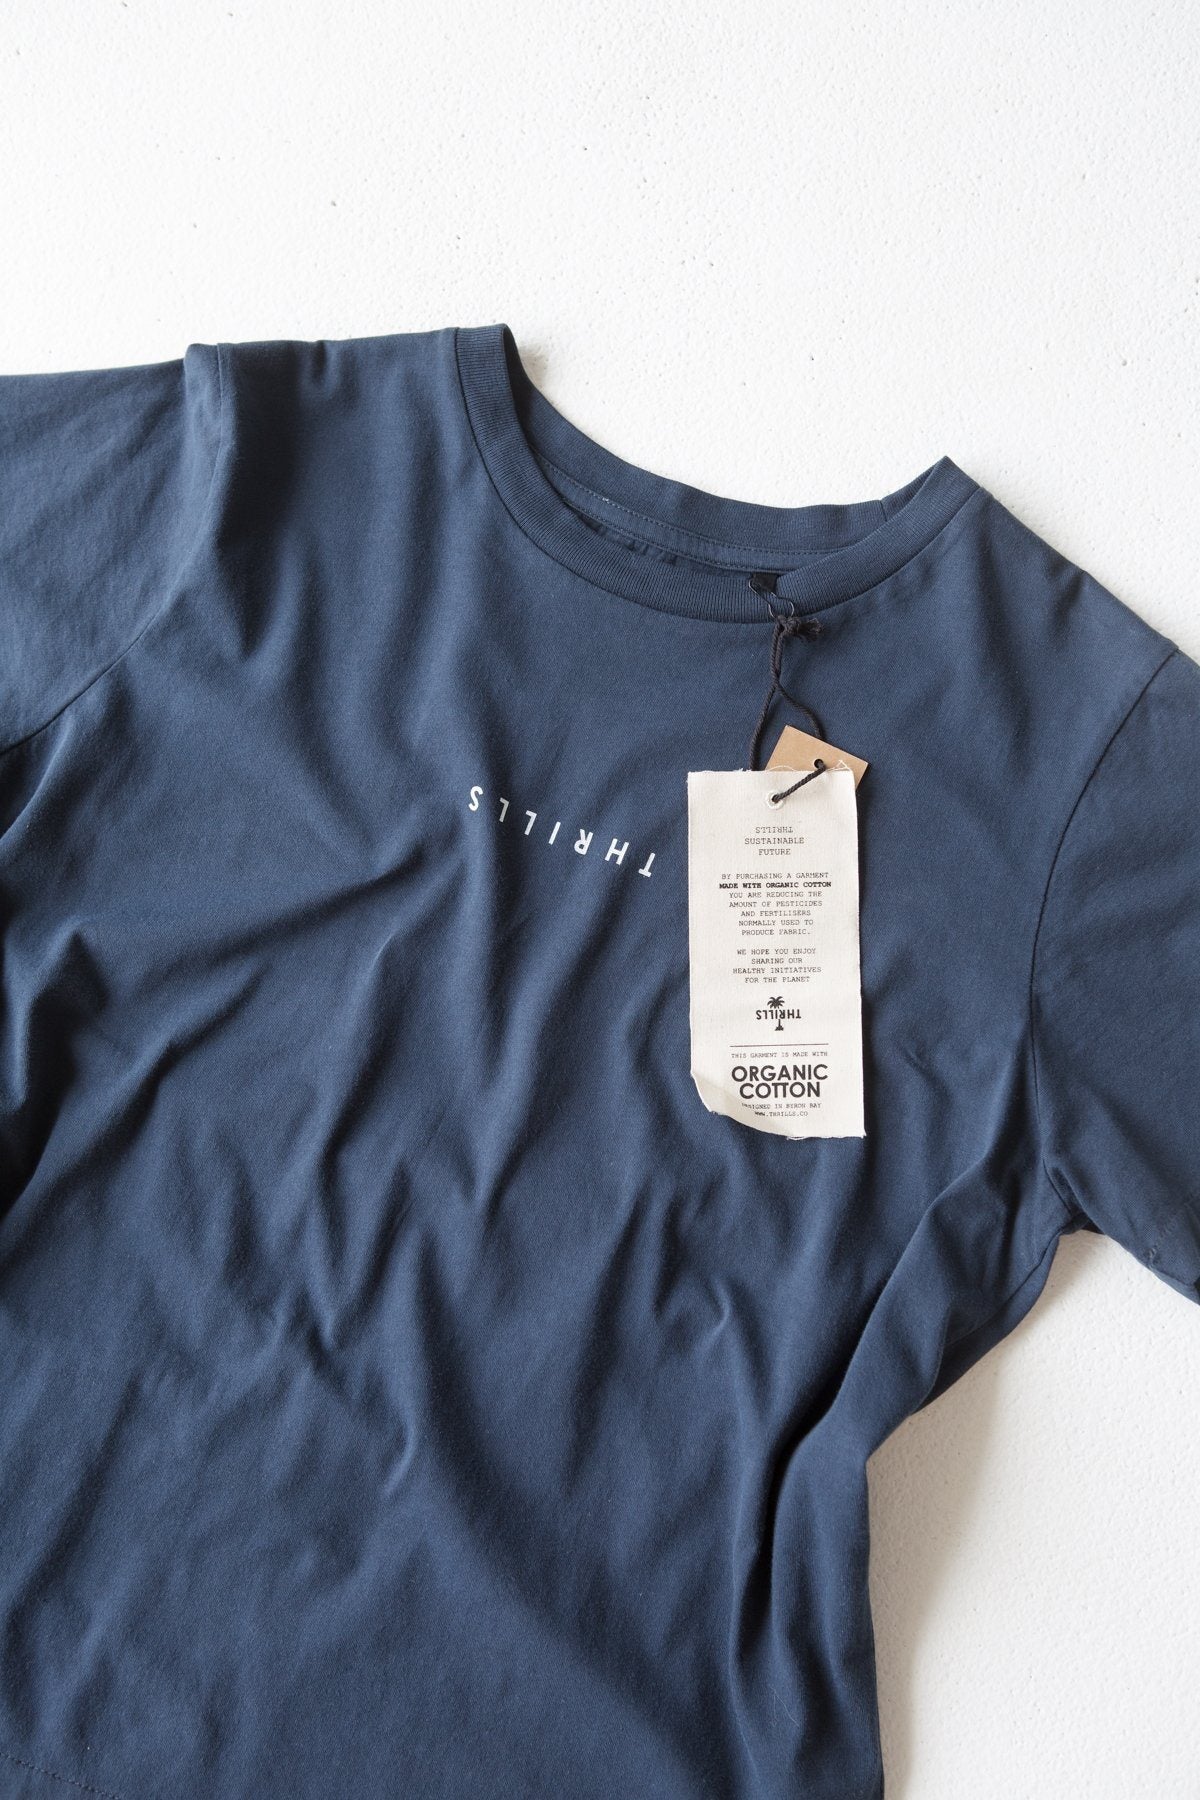 THRILLS
THRILLS
SUSTAINABLE
FUTURE
BY PURCHASING A GARMENT
MADE WITH ORGANIC COTTON
YOU ARE REDUCING THE
AMOUNT OF PESTICIDES
AND FERTILISERS
NORMALLY USED TO
PRODUCE FABRIC.
WE HOPE YOU ENJOY
SHARING OUR
HEALTHY INITIATIVES
FOR THE PLANET
THRILLS
THIS GARMENT IS MADE WITH
ORGANIC
COTTON
DESIGNED IN BYRON BAY
WWW.THRILLS.CO